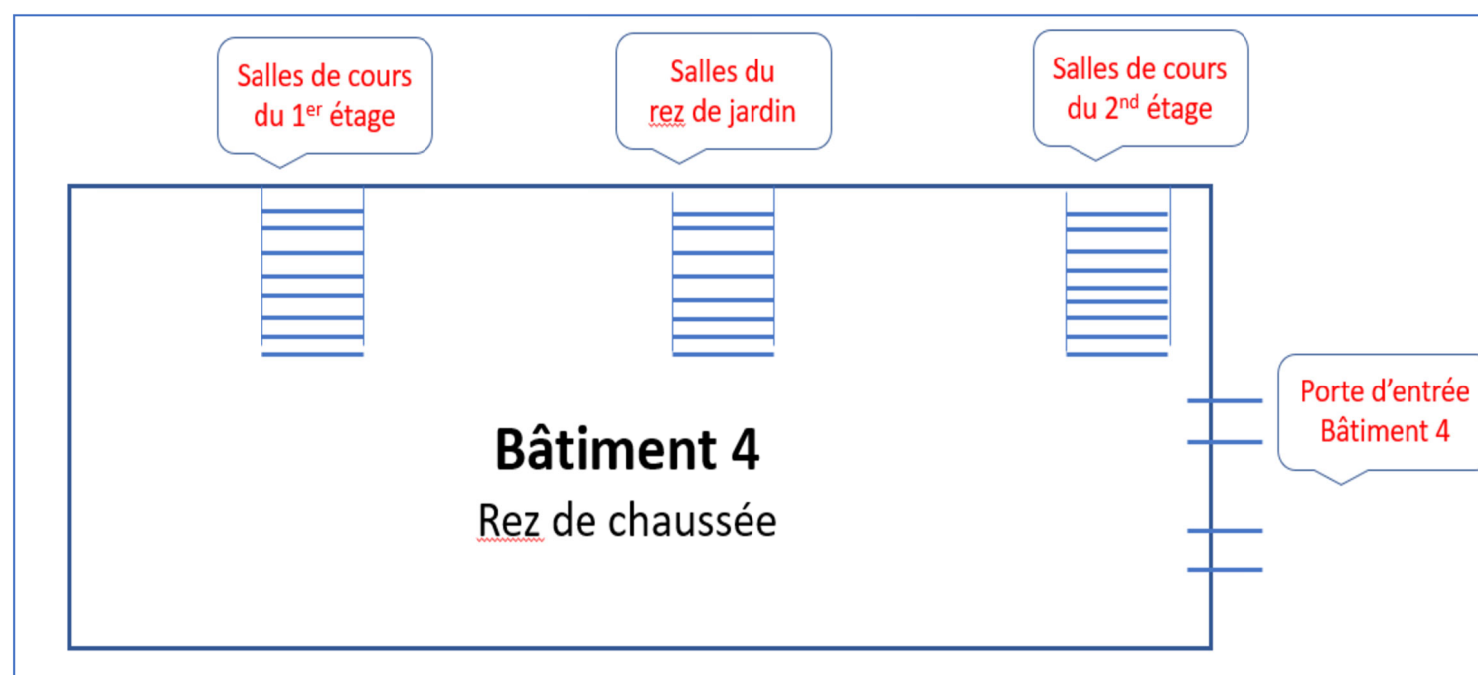 Salles de cours
du 1er étage
Salles du
rez de jardin
Salles de cours
du 2nd étage
Porte d'entrée
Bâtiment 4
Bâtiment 4
Rez de chaussée